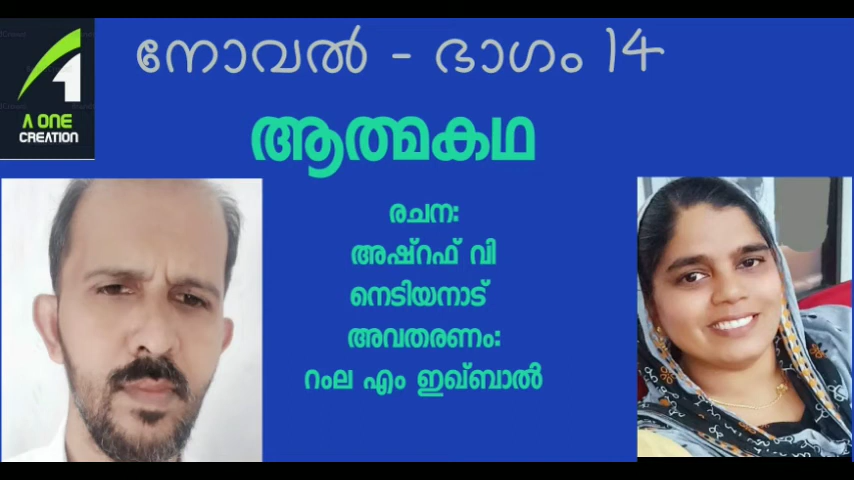 നോവൽ - ഭാഗം 14
ആത്മകഥ
A ONE
CREATION
രചന:
അഷ്റഫ് വി
നെടിയനാട്
അവതരണം:
റംല എം ഇഖ്ബാൽ